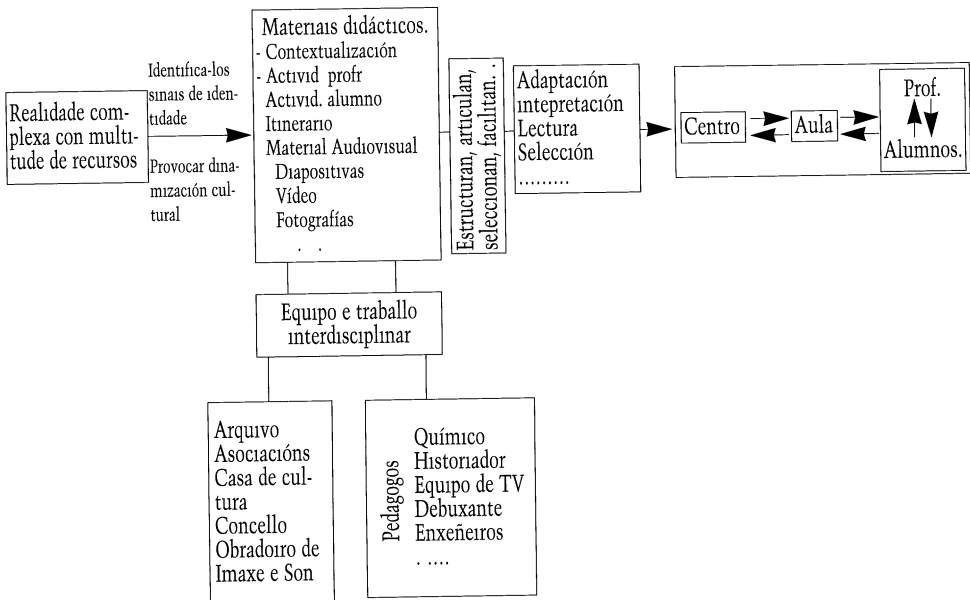 Realidade com-
plexa con multi-
tude de recursos
Identifica-los
sinais de iden-
tidade
Provocar dina-
mización cul-
tural
Materiais didácticos.
- Contextualización
- Activid profr
Activid. alumno
Itinerario
Material Audiovisual
Diapositivas
Vídeo
Fotografías
. .
Estructuran, articulan,
seleccionan, facilitan. . .
Adaptación
intepretación
Lectura
Selección
.........
Centro
Aula
Prof.
Alumnos.
Equipo e traballo
interdisciplinar
Arquivo
Asociacións
Casa de cul-
tura
Concello
Obradoiro de
Imaxe e Son
Pedagogos
Químico
Historiador
Equipo de TV
Debuxante
Enxeñeiros
. ....